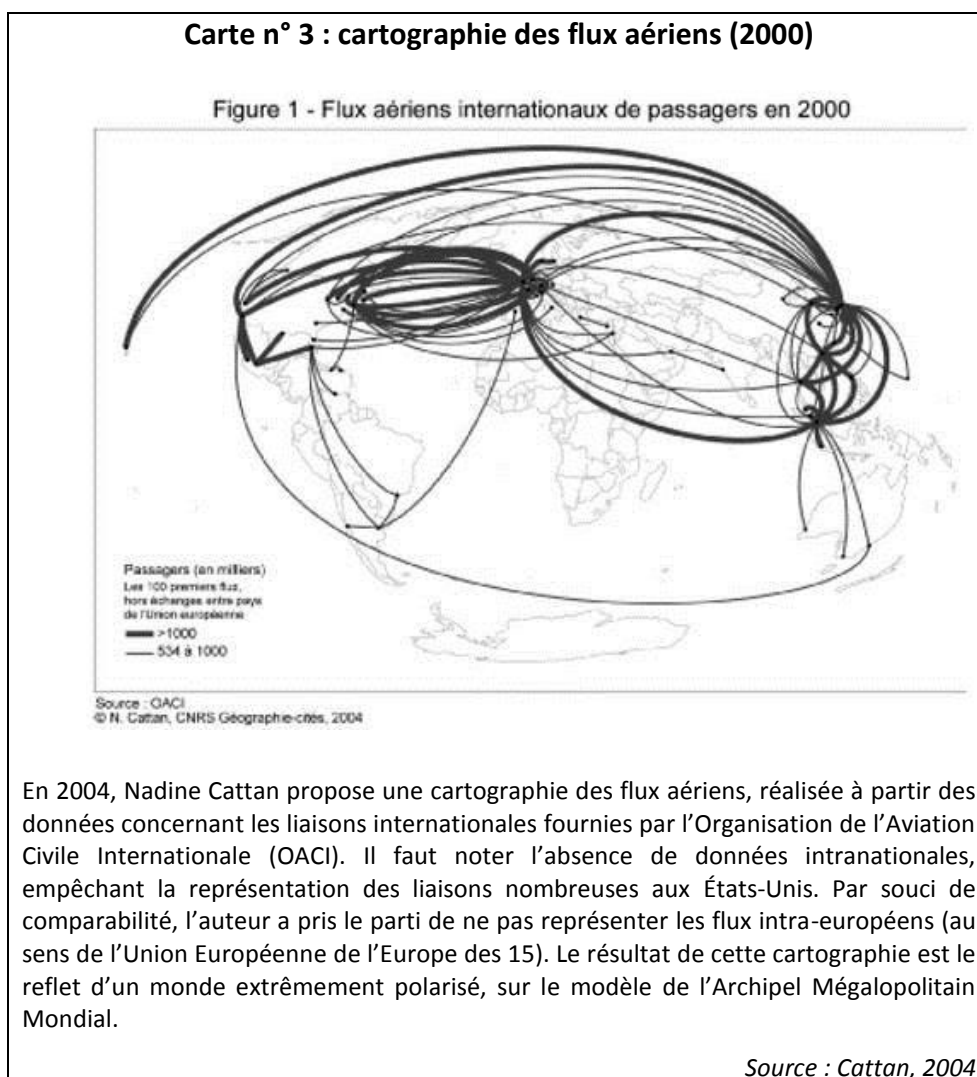 Carte n° 3 : cartographie des flux aériens (2000)
Figure 1 - Flux aériens internationaux de passagers en 2000
Passagers (en milliers)
Les 100 premiers flux,
hors échanges entre pays
de l'Union européenne
>1000
534 à 1000
Source : OACI
© N. Cattan, CNRS Géographie-cités, 2004
En 2004, Nadine Cattan propose une cartographie des flux aériens, réalisée à partir des
données concernant les liaisons internationales fournies par l’Organisation de l’Aviation
Civile Internationale (OACI). Il faut noter l’absence de données intranationales,
empêchant la représentation des liaisons nombreuses aux États-Unis. Par souci de
comparabilité, l’auteur a pris le parti de ne pas représenter les flux intra-européens (au
sens de l’Union Européenne de l’Europe des 15). Le résultat de cette cartographie est le
reflet d’un monde extrêmement polarisé, sur le modèle de l’Archipel Mégalopolitain
Mondial.
Source : Cattan, 2004